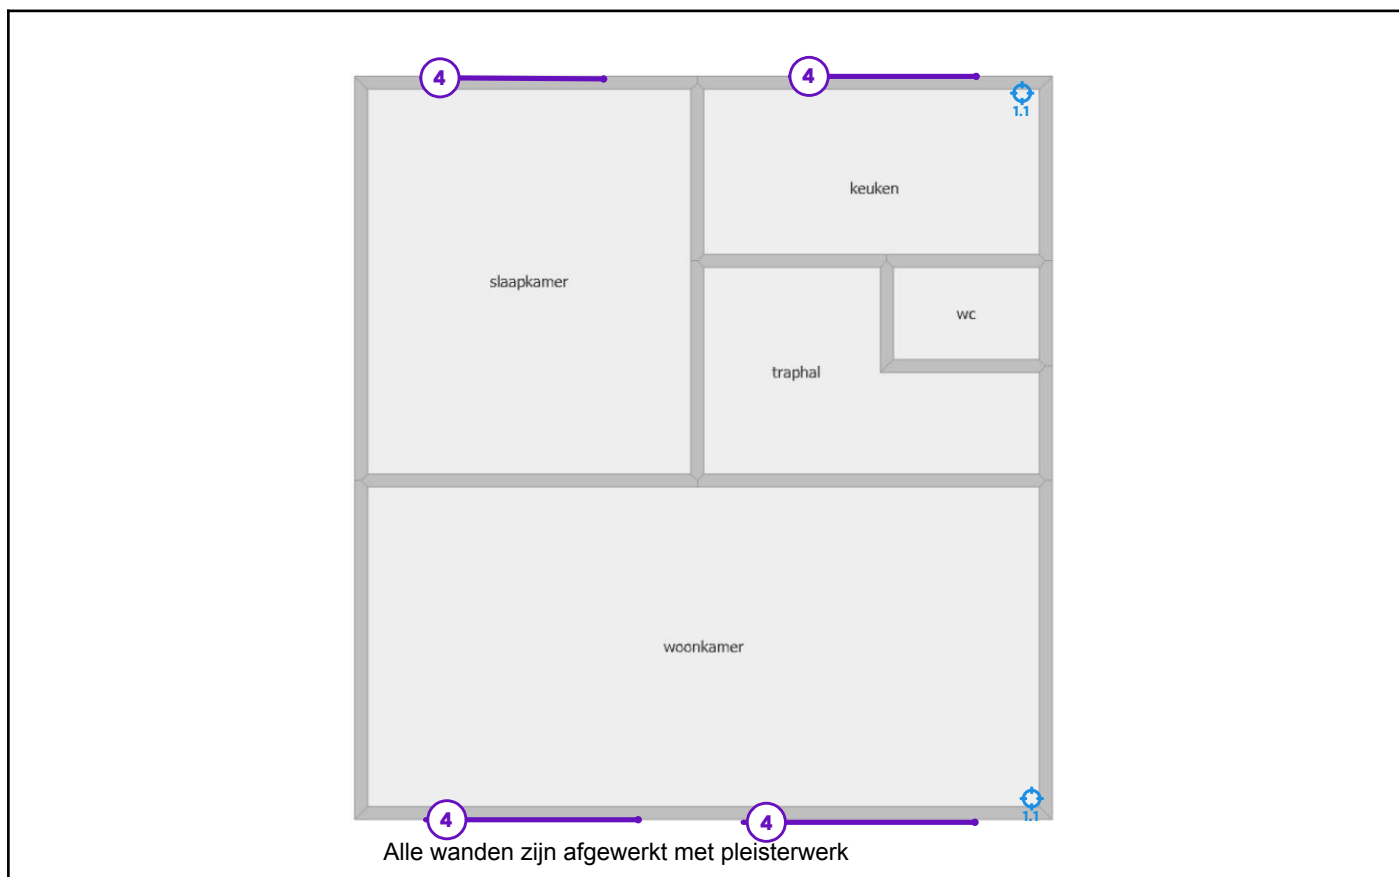 4
4
1.1
keuken
slaapkamer
wc
traphal
woonkamer
4
4
1.1
Alle wanden zijn afgewerkt met pleisterwerk